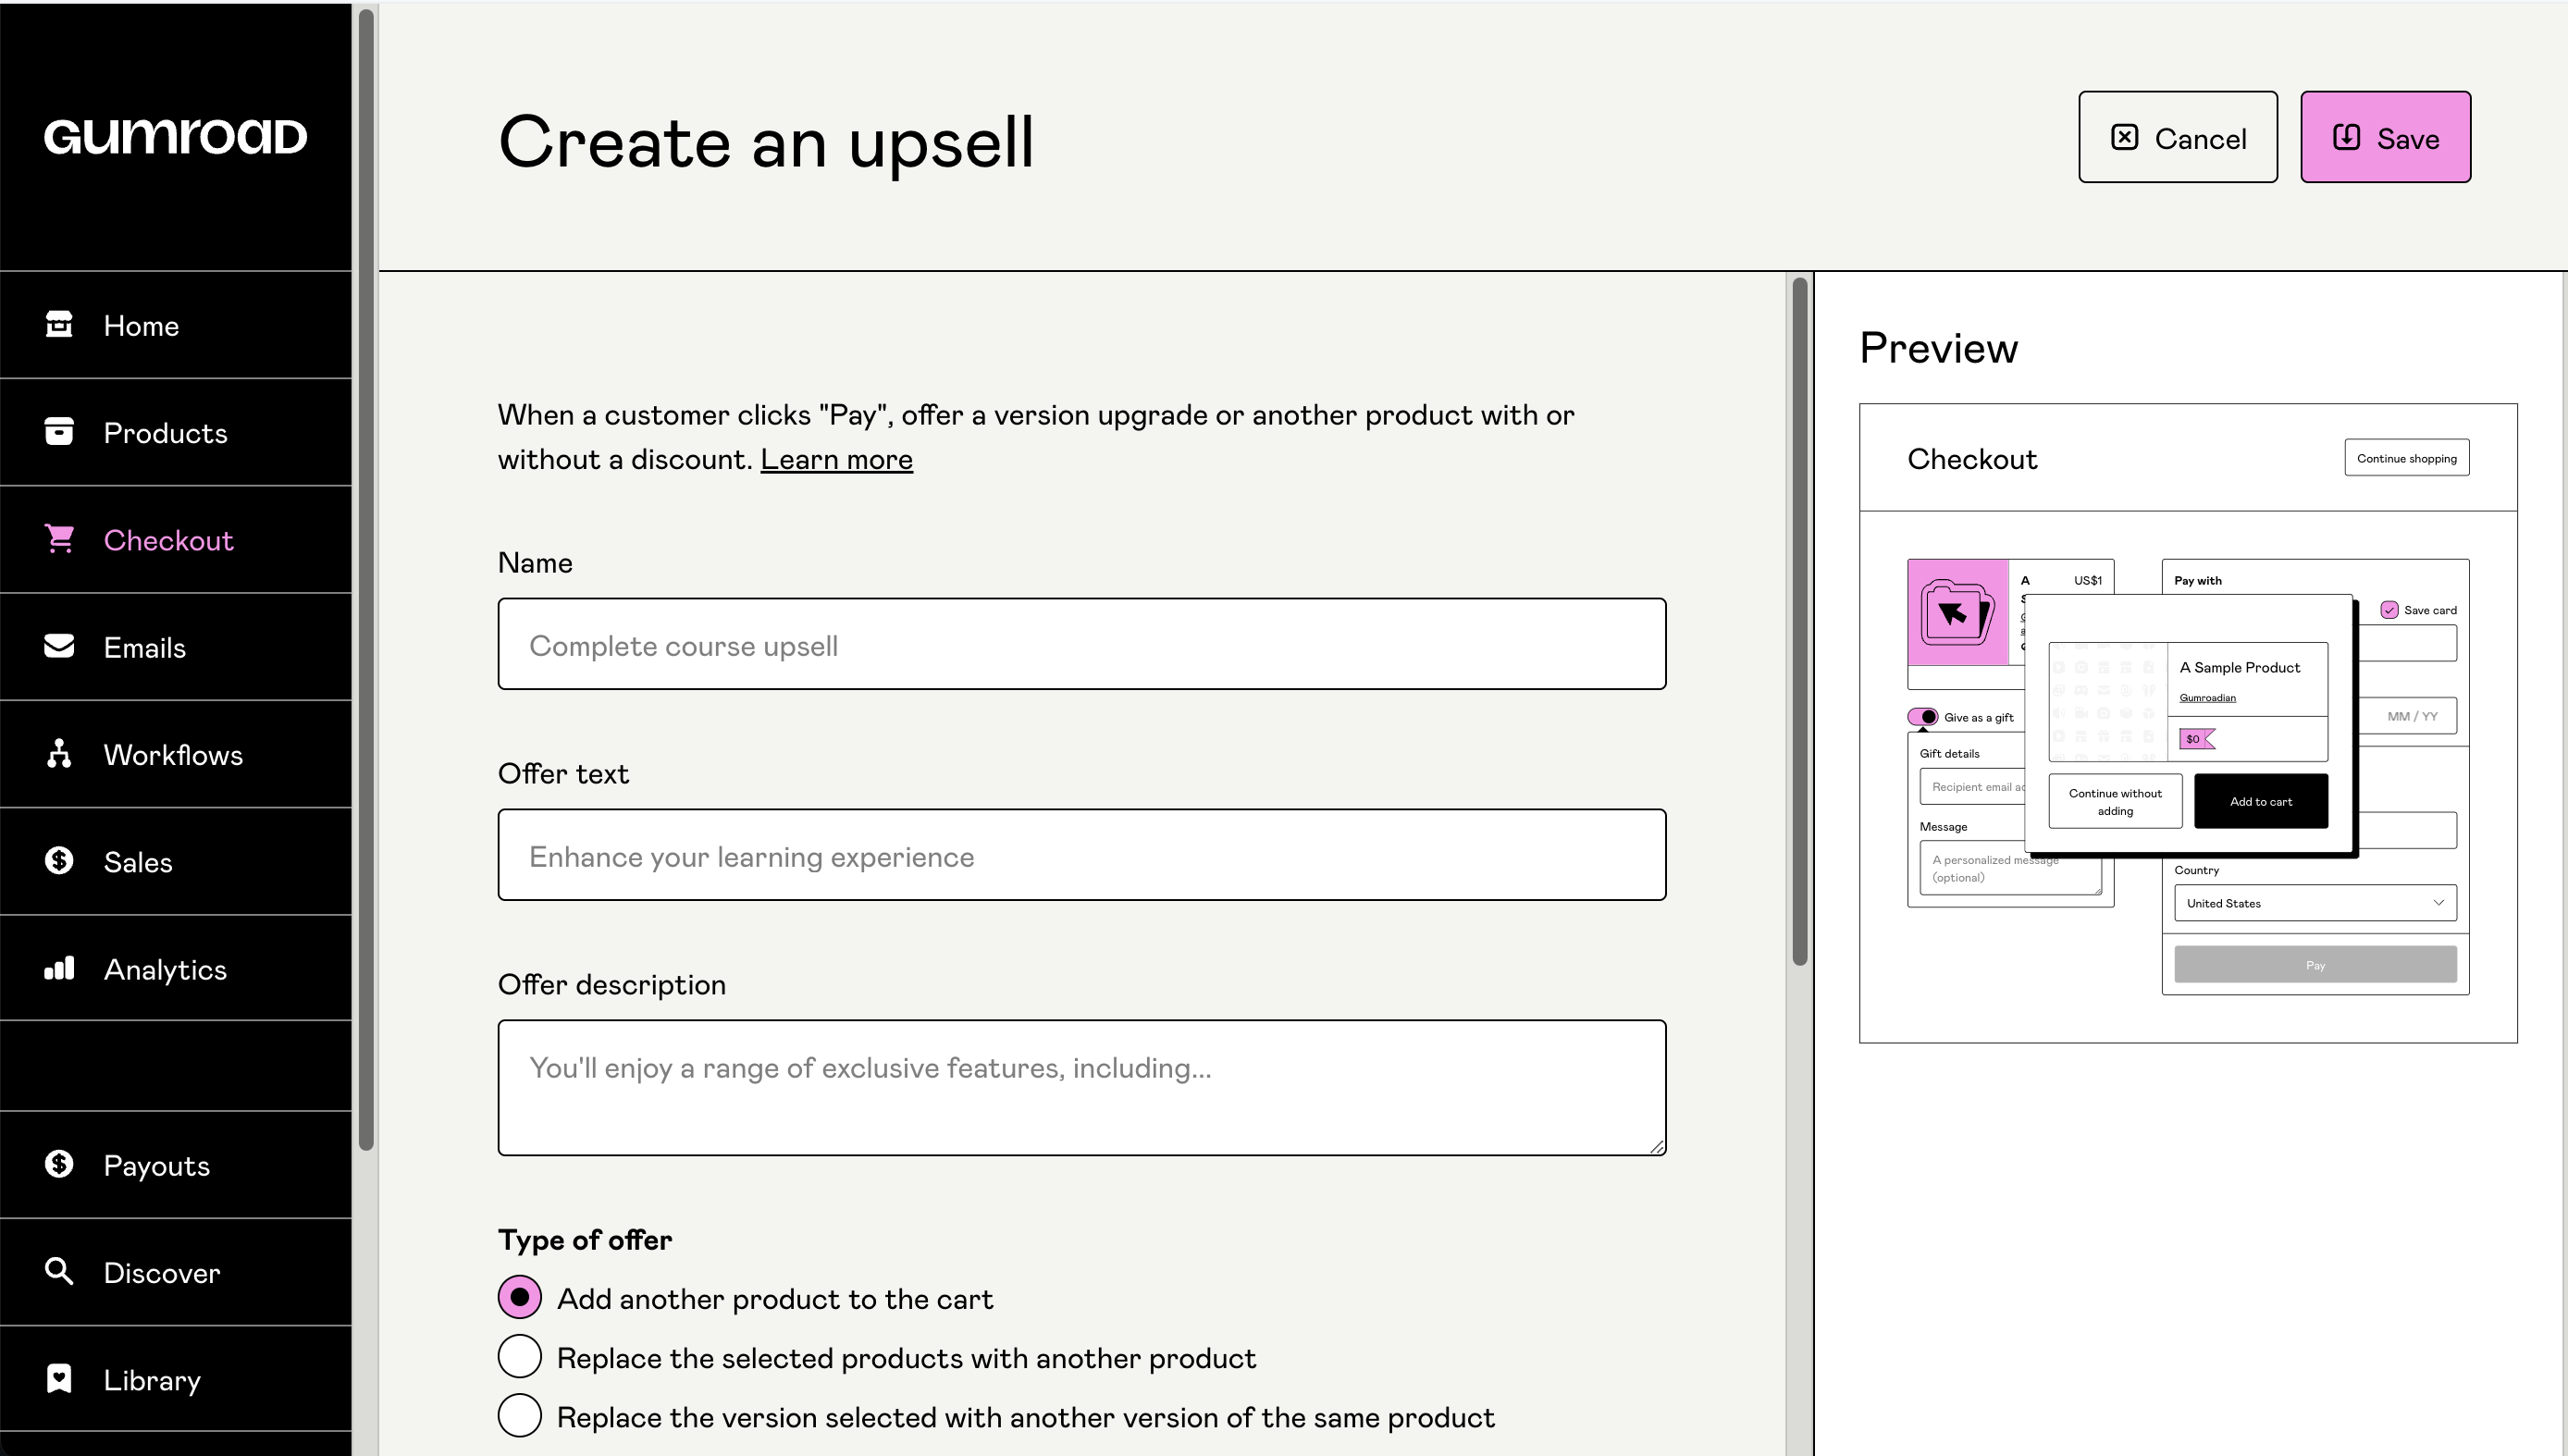 GUMROAD
Home
Products
Checkout
Emails
Workflows
Sales
Analytics
Payouts
Discover
Library
Create an upsell
Cancel
Save
When a customer clicks "Pay", offer a version upgrade or another product with or
without a discount. Learn more
Name
Complete course upsell
Offer text
Enhance your learning experience
Offer description
You'll enjoy a range of exclusive features, including...
Type of offer
Add another product to the cart
Replace the selected products with another product
Replace the version selected with another version of the same product
Preview
Checkout
Continue shopping
A
US$1
Give as a gift
Gift details
Recipient email
Message
A personalized message
(optional)
Pay with
Save card
MM / YY
A Sample Product
Gumroadian
$0
Continue without
adding
Add to cart
Country
United States
Pay